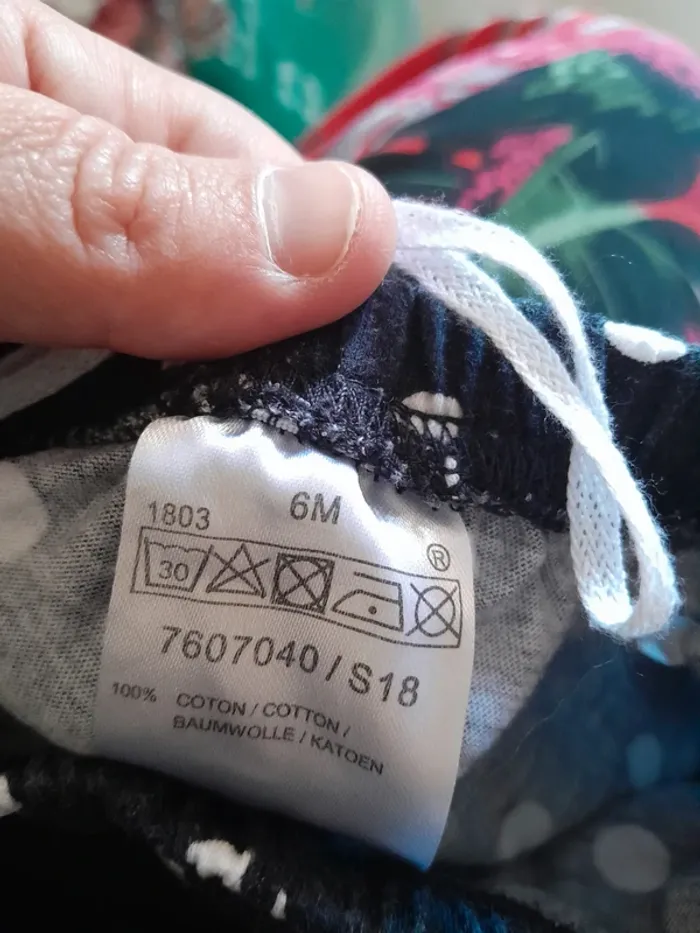 1803 6M
30 ®
7607040 / S18
100% COTON / COTTON /
BAUMWOLLE / KATOEN